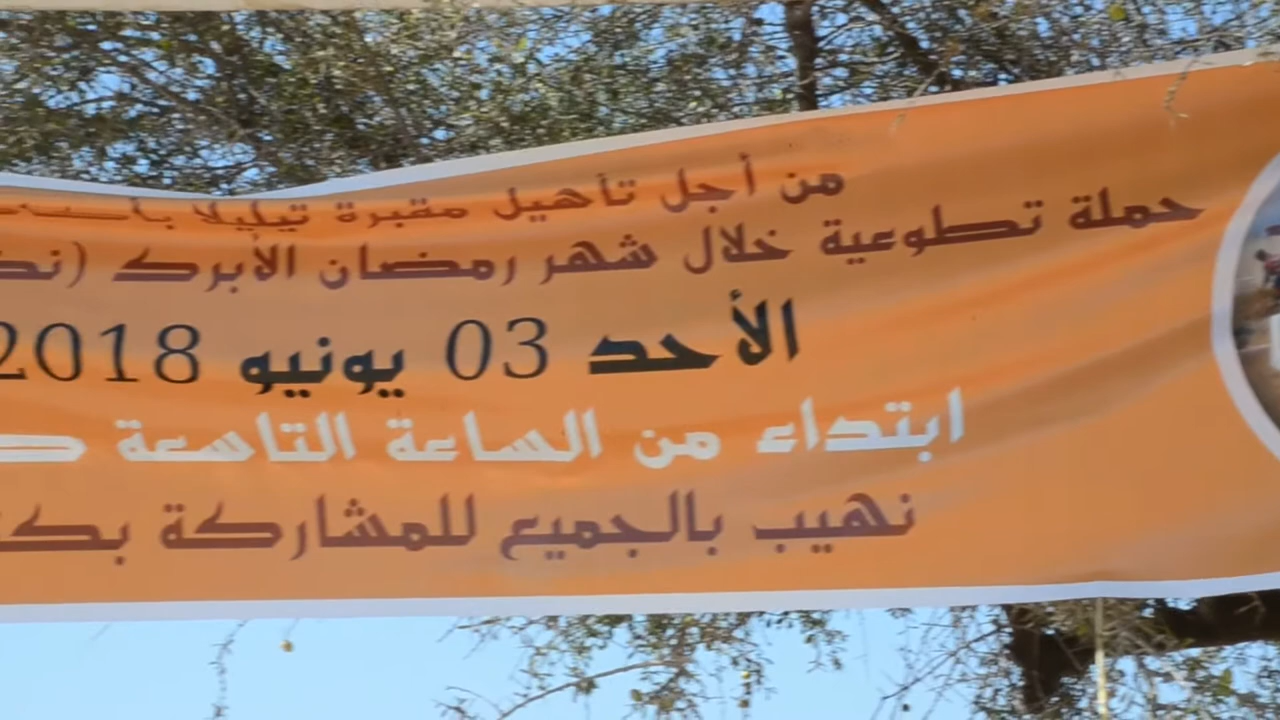 من أجل تأهيل مقبرة تيليلا
حملة تطوعية خلال شهر رمضان الأبرك
الأحد 03 يونيو 2018
ابتداء من الساعة التاسعة
نهيب بالجميع للمشاركة